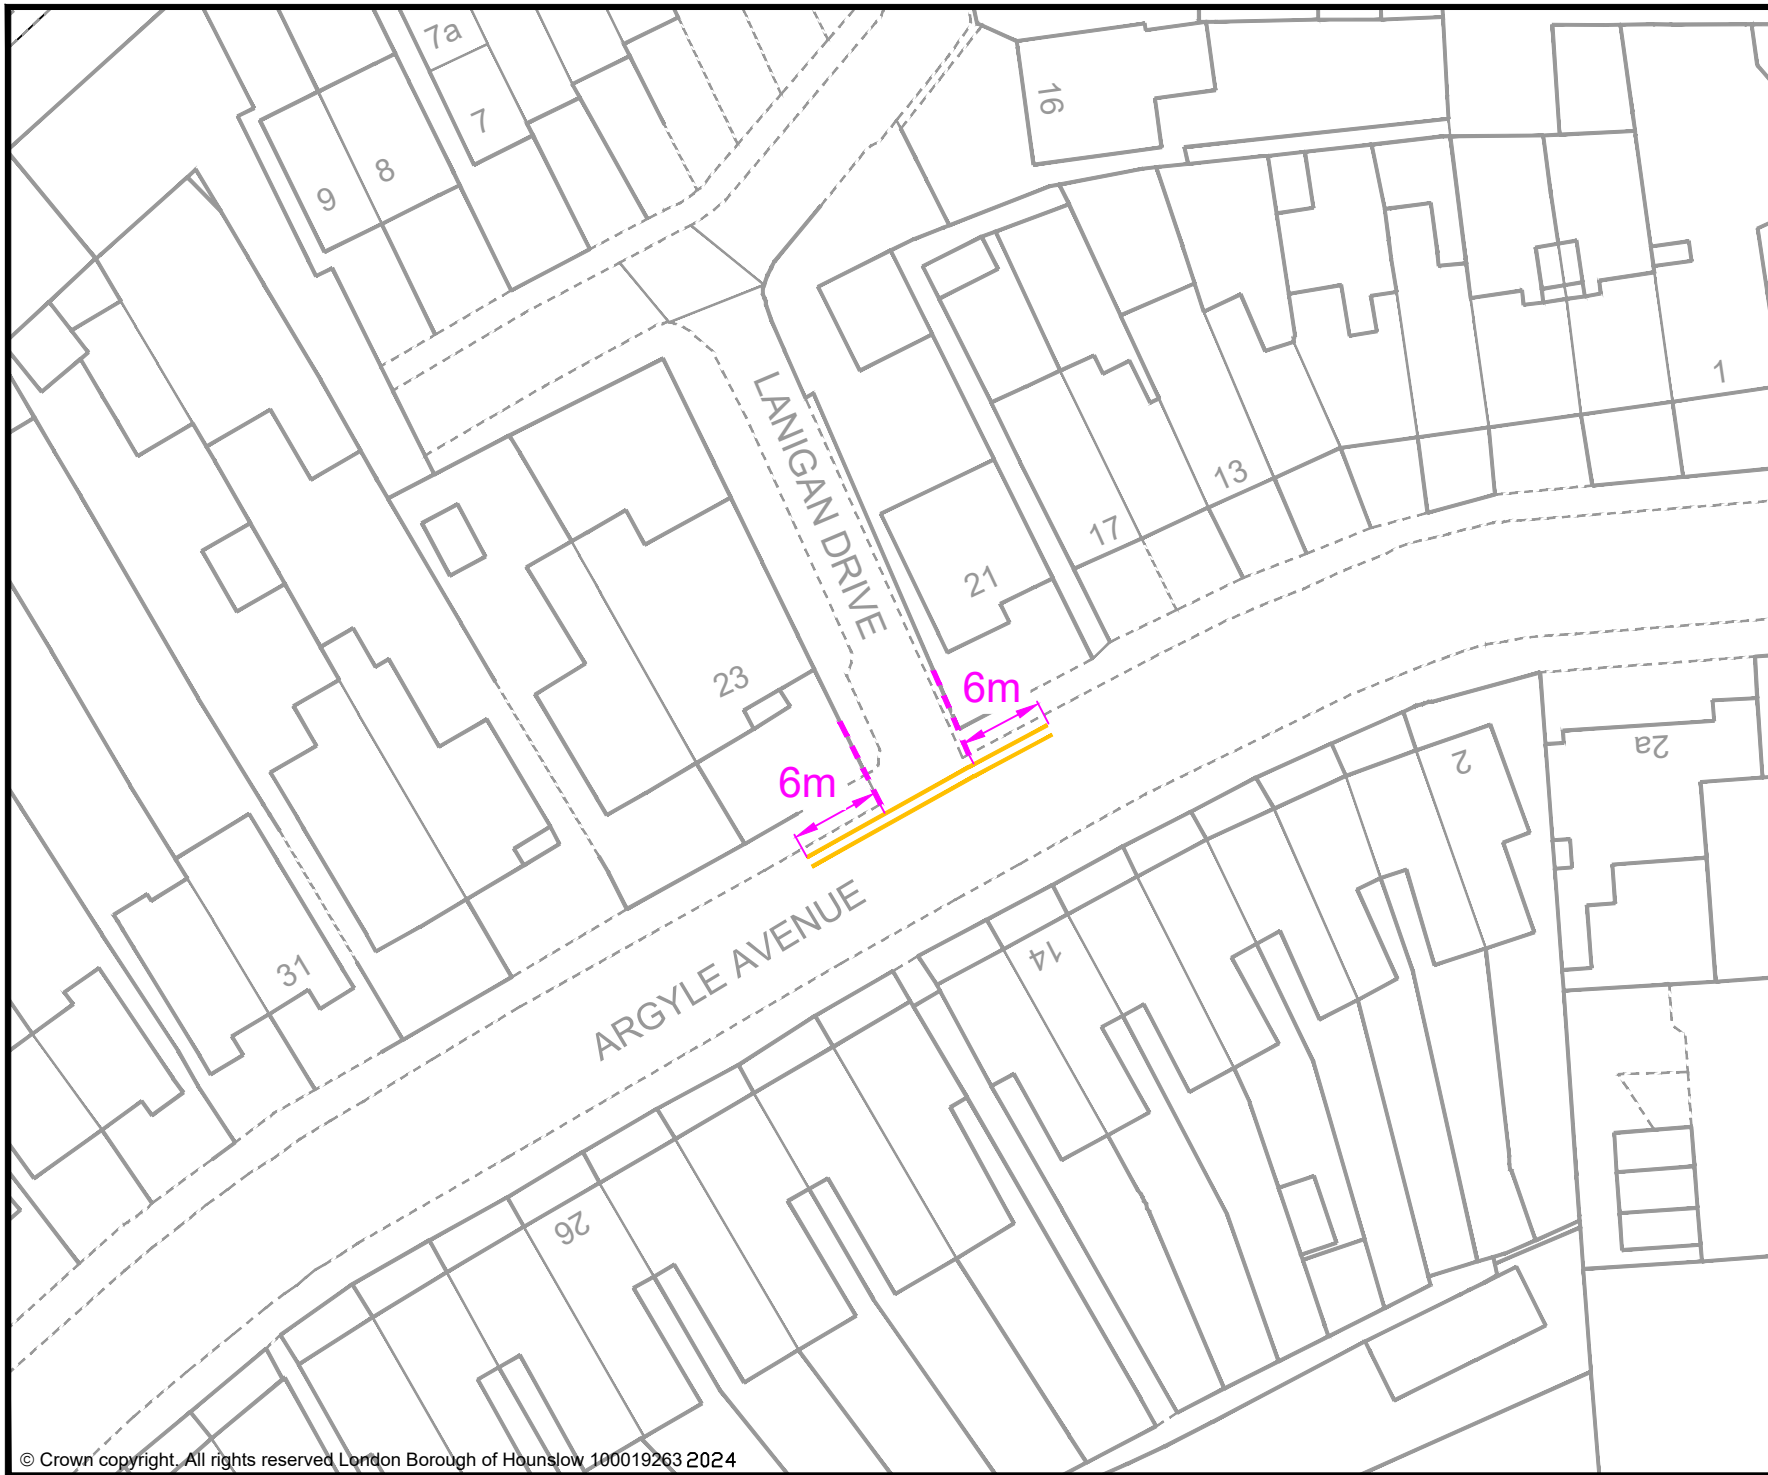 7a
7
16
8
9
1
LANIGAN DRIVE
13
17
21
23
6m
6m
2
2a
14
ARGYLE AVENUE
31
26
© Crown copyright. All rights reserved London Borough of Hounslow 100019263 2024